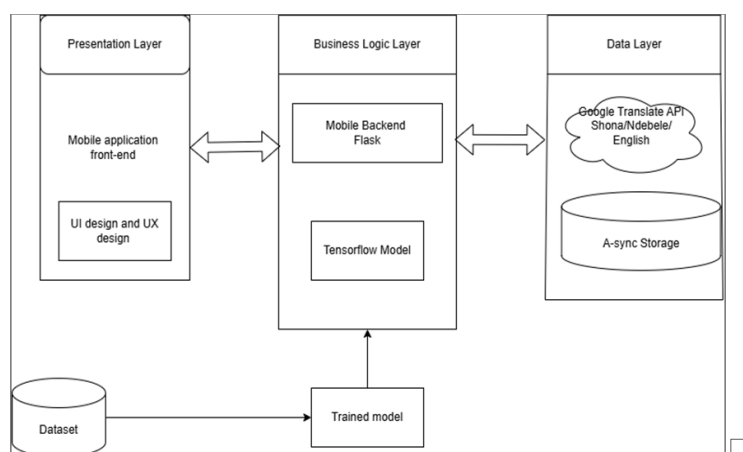 Presentation Layer
Business Logic Layer
Data Layer
Mobile application
front-end
UI design and UX
design
Mobile Backend
Flask
Tensorflow Model
Google Translate API
Shona/Ndebele/
English
A-sync Storage
Dataset
Trained model